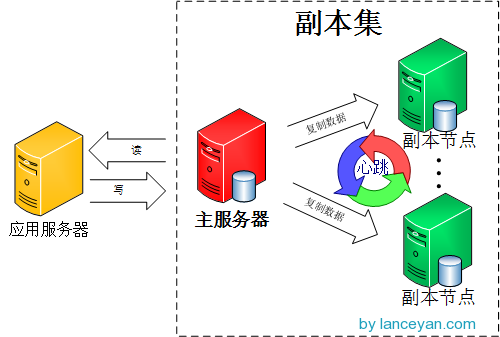 副本集
复制数据
副本节点
读
心跳
写
主服务器
应用服务器
复制数据
副本节点
by lanceyan.com